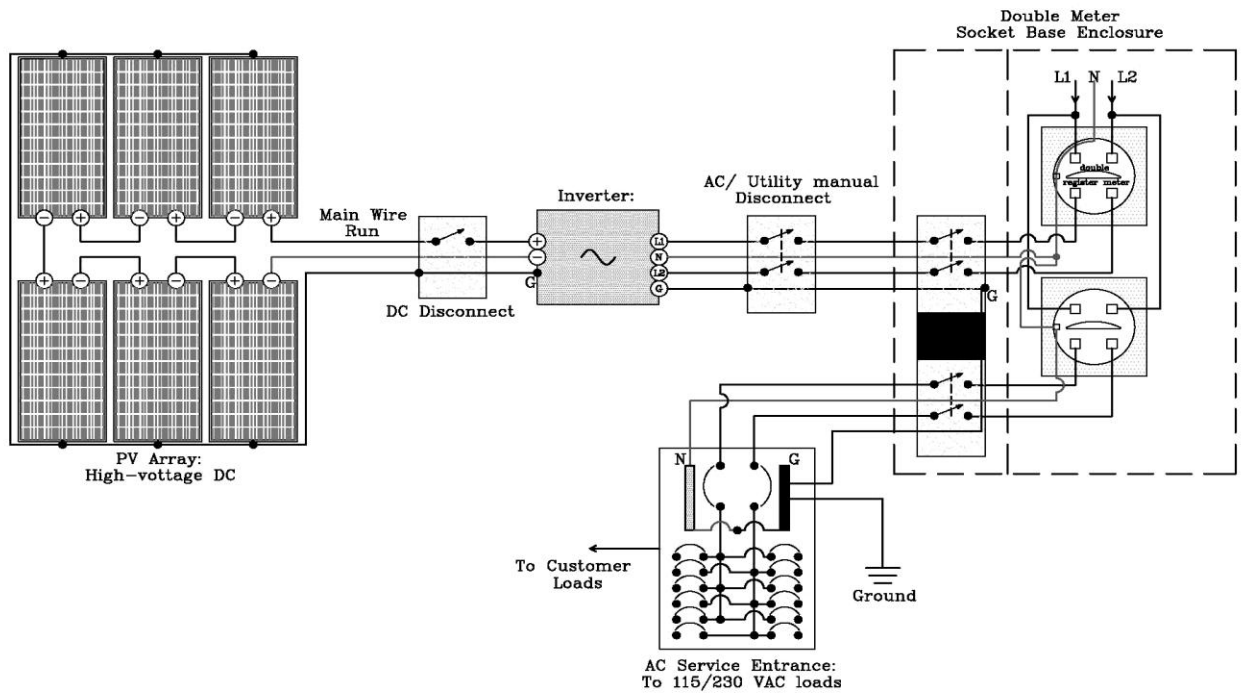 Double Meter
Socket Base Enclosure
L1 N L2
double
register meter
Inverter:
AC/ Utility manual
Disconnect
Main Wire
Run
- + - + - +
+ - + - + -
+
-
G
L1
N
L2
G
DC Disconnect
G
PV Array:
High-vottage DC
N G
To Customer
Loads
Ground
AC Service Entrance:
To 115/230 VAC loads